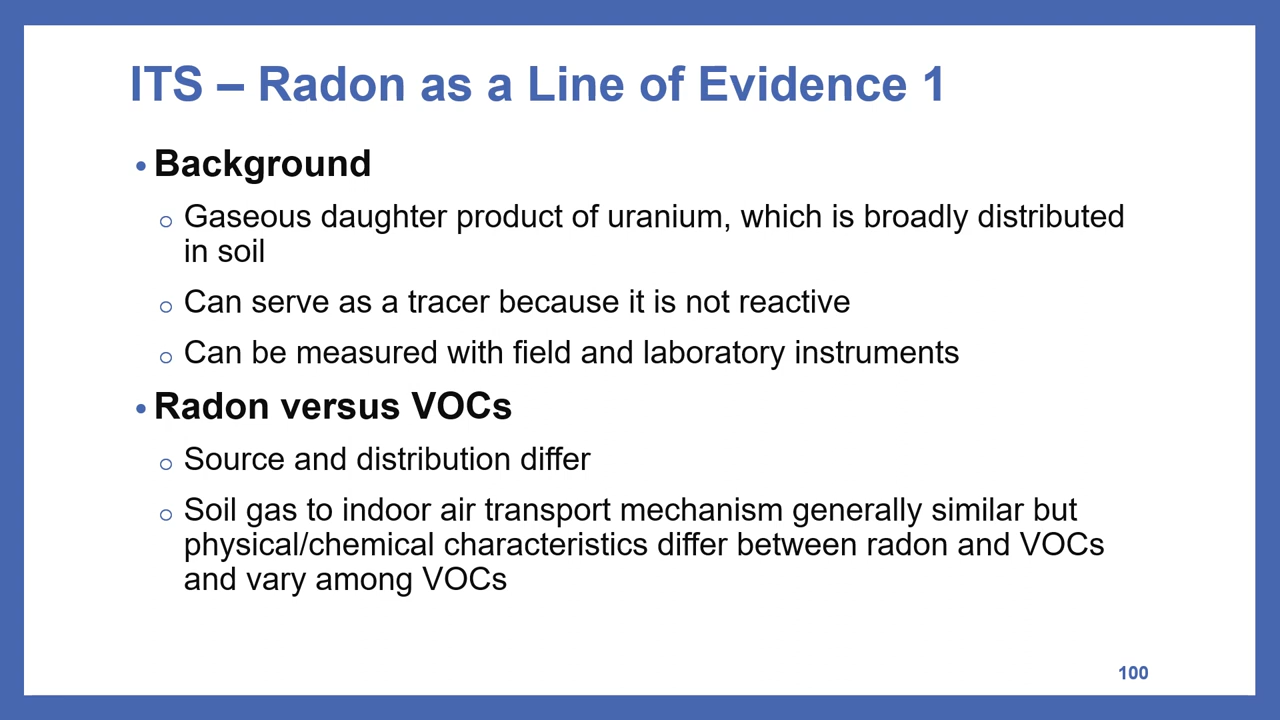 ITS – Radon as a Line of Evidence 1
• Background
o Gaseous daughter product of uranium, which is broadly distributed
in soil
o Can serve as a tracer because it is not reactive
o Can be measured with field and laboratory instruments
• Radon versus VOCs
o Source and distribution differ
o Soil gas to indoor air transport mechanism generally similar but
physical/chemical characteristics differ between radon and VOCs
and vary among VOCs
100